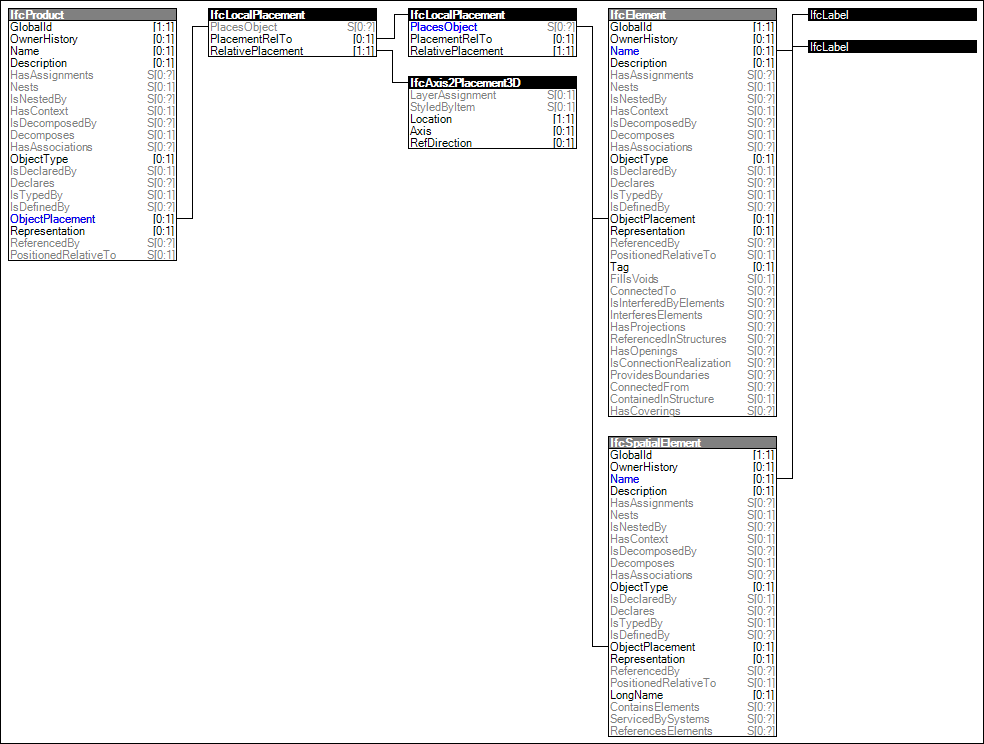 IfcProduct
GlobalId [1:1]
OwnerHistory [0:1]
Name [0:1]
Description [0:1]
HasAssignments S[0:?]
Nests S[0:1]
IsNestedBy S[0:?]
HasContext S[0:1]
IsDecomposedBy S[0:?]
Decomposes S[0:1]
HasAssociations S[0:?]
ObjectType [0:1]
IsDeclaredBy S[0:1]
Declares S[0:?]
IsTypedBy S[0:1]
IsDefinedBy S[0:?]
ObjectPlacement [0:1]
Representation [0:1]
ReferencedBy S[0:?]
PositionedRelativeTo S[0:1]
IfcLocalPlacement
PlacesObject S[0:?]
PlacementRelTo [0:1]
RelativePlacement [1:1]
IfcLocalPlacement
PlacesObject S[0:?]
PlacementRelTo [0:1]
RelativePlacement [1:1]
IfcAxis2Placement3D
LayerAssignment S[0:1]
StyledByItem S[0:1]
Location [1:1]
Axis [0:1]
RefDirection [0:1]
IfcElement
GlobalId [1:1]
OwnerHistory [0:1]
Name [0:1]
Description [0:1]
HasAssignments S[0:?]
Nests S[0:1]
IsNestedBy S[0:?]
HasContext S[0:1]
IsDecomposedBy S[0:?]
Decomposes S[0:1]
HasAssociations S[0:?]
ObjectType [0:1]
IsDeclaredBy S[0:1]
Declares S[0:?]
IsTypedBy S[0:1]
IsDefinedBy S[0:?]
ObjectPlacement [0:1]
Representation [0:1]
ReferencedBy S[0:?]
PositionedRelativeTo S[0:1]
Tag [0:1]
FillsVoids S[0:1]
ConnectedTo S[0:?]
IsInterferedByElements S[0:?]
InterferesElements S[0:?]
HasProjections S[0:?]
ReferencedInStructures S[0:?]
HasOpenings S[0:?]
IsConnectionRealization S[0:?]
ProvidesBoundaries S[0:?]
ConnectedFrom S[0:?]
ContainedInStructure S[0:1]
HasCoverings S[0:?]
IfcSpatialElement
GlobalId [1:1]
OwnerHistory [0:1]
Name [0:1]
Description [0:1]
HasAssignments S[0:?]
Nests S[0:1]
IsNestedBy S[0:?]
HasContext S[0:1]
IsDecomposedBy S[0:?]
Decomposes S[0:1]
HasAssociations S[0:?]
ObjectType [0:1]
IsDeclaredBy S[0:1]
Declares S[0:?]
IsTypedBy S[0:1]
IsDefinedBy S[0:?]
ObjectPlacement [0:1]
Representation [0:1]
ReferencedBy S[0:?]
PositionedRelativeTo S[0:1]
LongName [0:1]
ContainsElements S[0:?]
ServicedBySystems S[0:?]
ReferencesElements S[0:?]
IfcLabel
IfcLabel